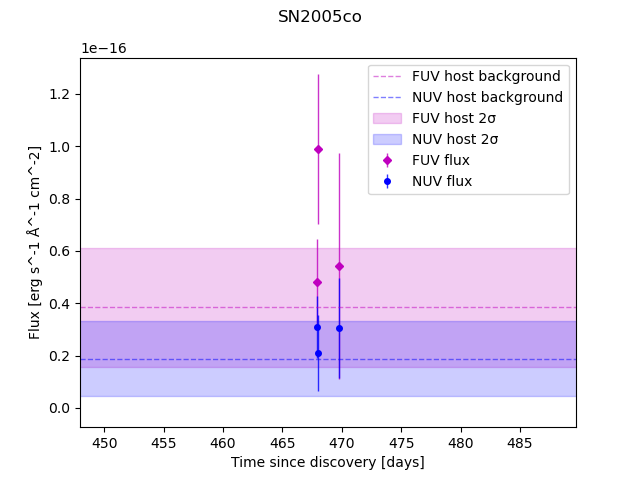 SN2005co
1e−16
FUV host background
NUV host background
FUV host 2σ
NUV host 2σ
FUV flux
NUV flux
1.2
1.0
0.8
0.6
0.4
0.2
0.0
Flux [erg s^-1 Å^-1 cm^-2]
450
455
460
465
470
475
480
485
Time since discovery [days]